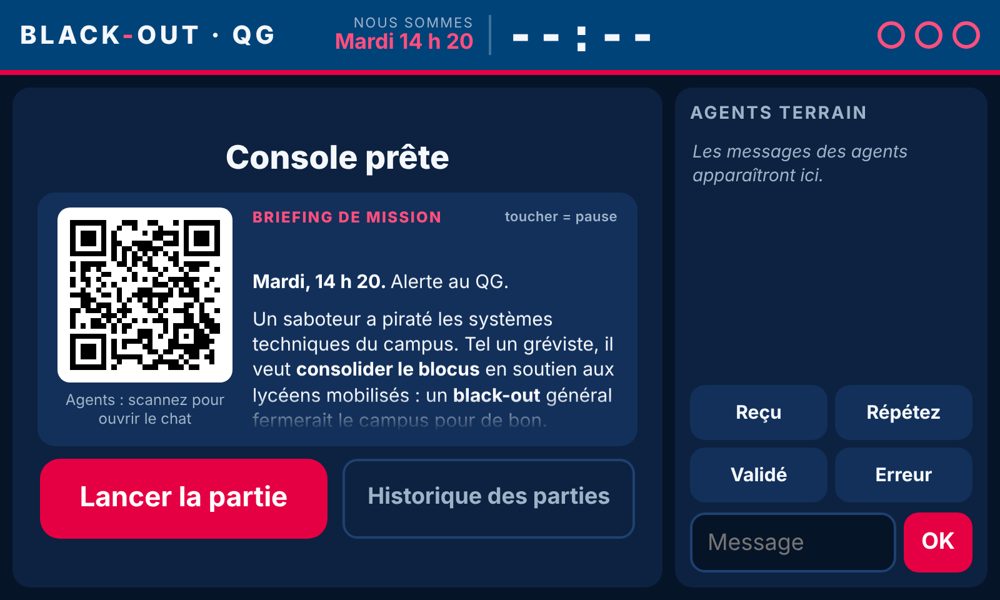 BLACK-OUT · QG
NOUS SOMMES
Mardi 14 h 20
--:--
Console prête
BRIEFING DE MISSION
toucher = pause
Mardi, 14 h 20. Alerte au QG.
Un saboteur a piraté les systèmes
techniques du campus. Tel un gréviste, il
veut consolider le blocus en soutien aux
lycéens mobilisés : un black-out général
fermerait le campus pour de bon.
Agents : scannez pour
ouvrir le chat
Lancer la partie
Historique des parties
AGENTS TERRAIN
Les messages des agents
apparaîtront ici.
Reçu
Répétez
Validé
Erreur
Message
OK